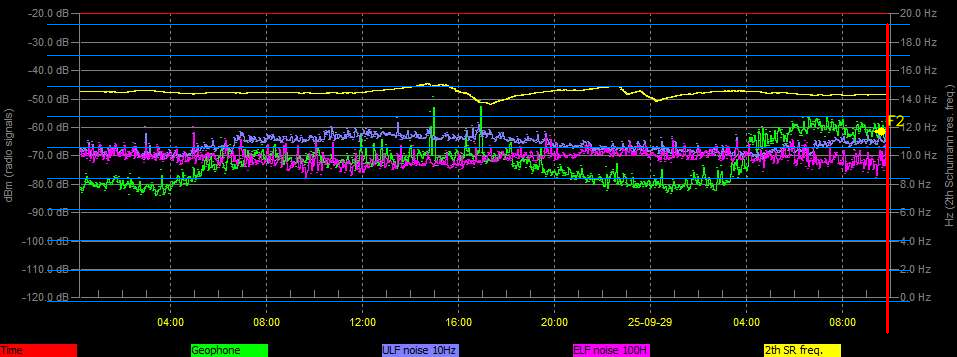 -20.0 dB 20.0 Hz
-30.0 dB 18.0 Hz
-40.0 dB 16.0 Hz
-50.0 dB 14.0 Hz
-60.0 dB 12.0 Hz
F2
-70.0 dB 10.0 Hz
-80.0 dB 8.0 Hz
-90.0 dB 6.0 Hz
-100.0 dB 4.0 Hz
-110.0 dB 2.0 Hz
-120.0 dB 0.0 Hz
dBm (radio signals)
Hz (2th Schumann res. freq.)
04:00 08:00 12:00 16:00 20:00 25-09-29 04:00 08:00
Time Geophone ULF noise 10Hz ELF noise 100H 2th SR freq.